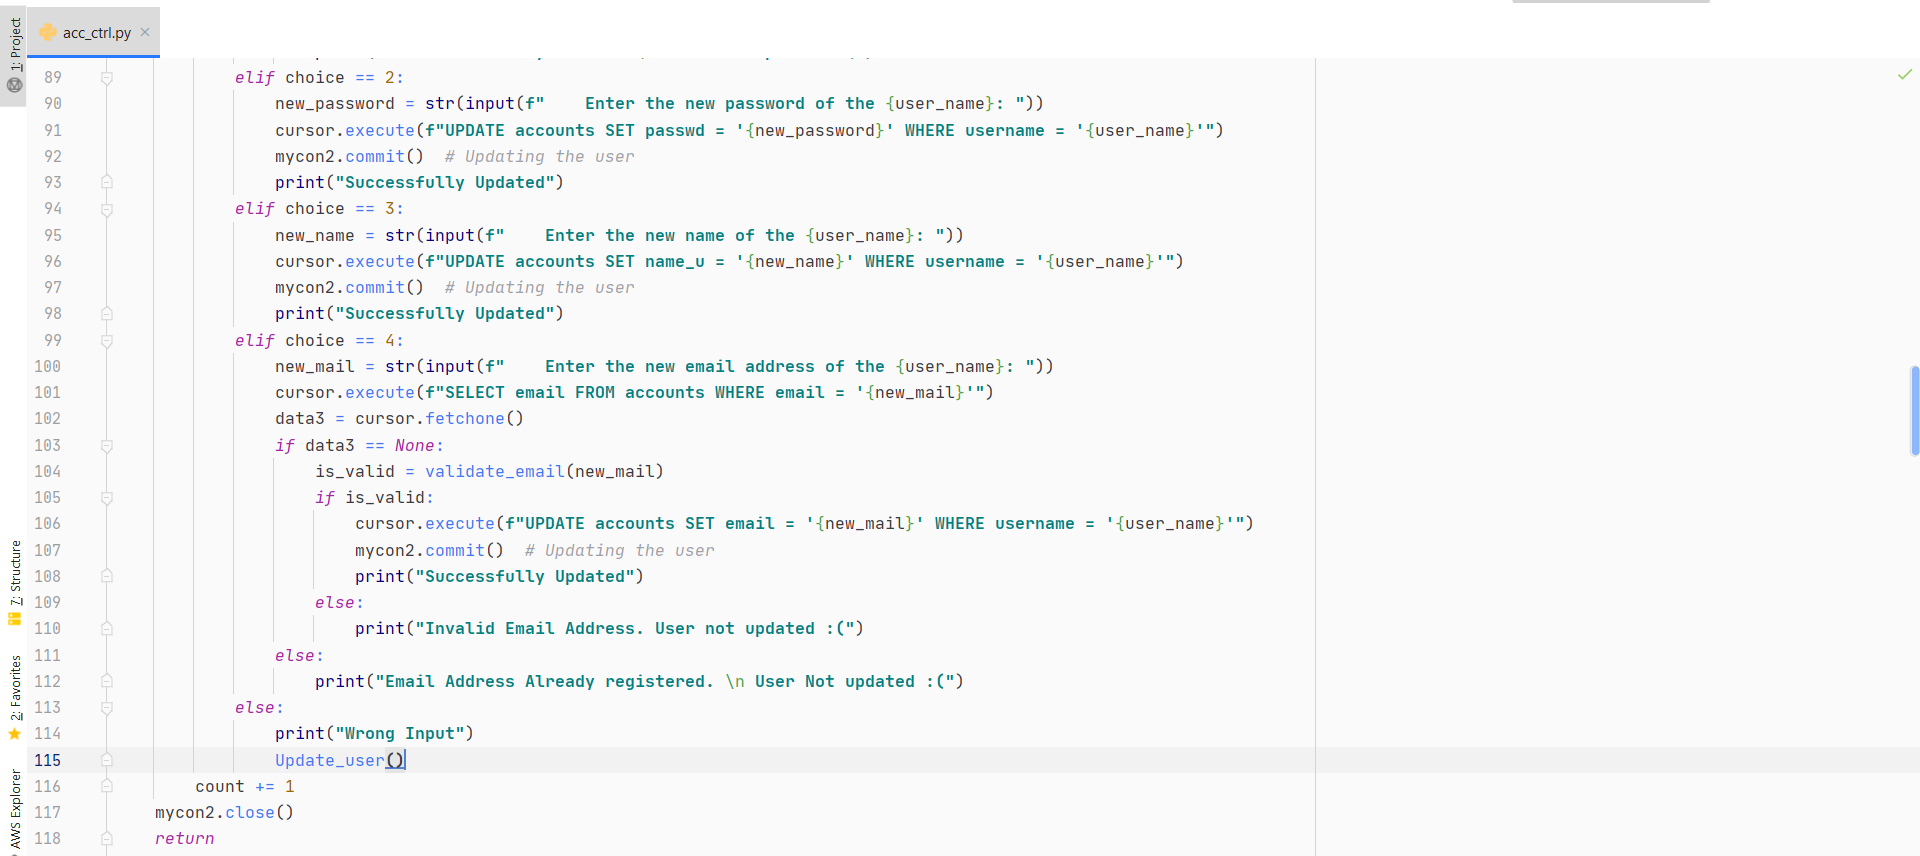 1: Project
acc_ctrl.py ×
89 elif choice == 2:
90 new_password = str(input(f"    Enter the new password of the {user_name}: "))
91 cursor.execute(f"UPDATE accounts SET passwd = '{new_password}' WHERE username = '{user_name}'")
92 mycon2.commit()  # Updating the user
93 print("Successfully Updated")
94 elif choice == 3:
95 new_name = str(input(f"    Enter the new name of the {user_name}: "))
96 cursor.execute(f"UPDATE accounts SET name_u = '{new_name}' WHERE username = '{user_name}'")
97 mycon2.commit()  # Updating the user
98 print("Successfully Updated")
99 elif choice == 4:
100 new_mail = str(input(f"    Enter the new email address of the {user_name}: "))
101 cursor.execute(f"SELECT email FROM accounts WHERE email = '{new_mail}'")
102 data3 = cursor.fetchone()
103 if data3 == None:
104 is_valid = validate_email(new_mail)
105 if is_valid:
106 cursor.execute(f"UPDATE accounts SET email = '{new_mail}' WHERE username = '{user_name}'")
107 mycon2.commit()  # Updating the user
108 print("Successfully Updated")
109 else:
110 print("Invalid Email Address. User not updated :(")
111 else:
112 print("Email Address Already registered. \n User Not updated :(")
113 else:
114 print("Wrong Input")
115 Update_user()
116 count += 1
117 mycon2.close()
118 return
7: Structure
2: Favorites
AWS Explorer